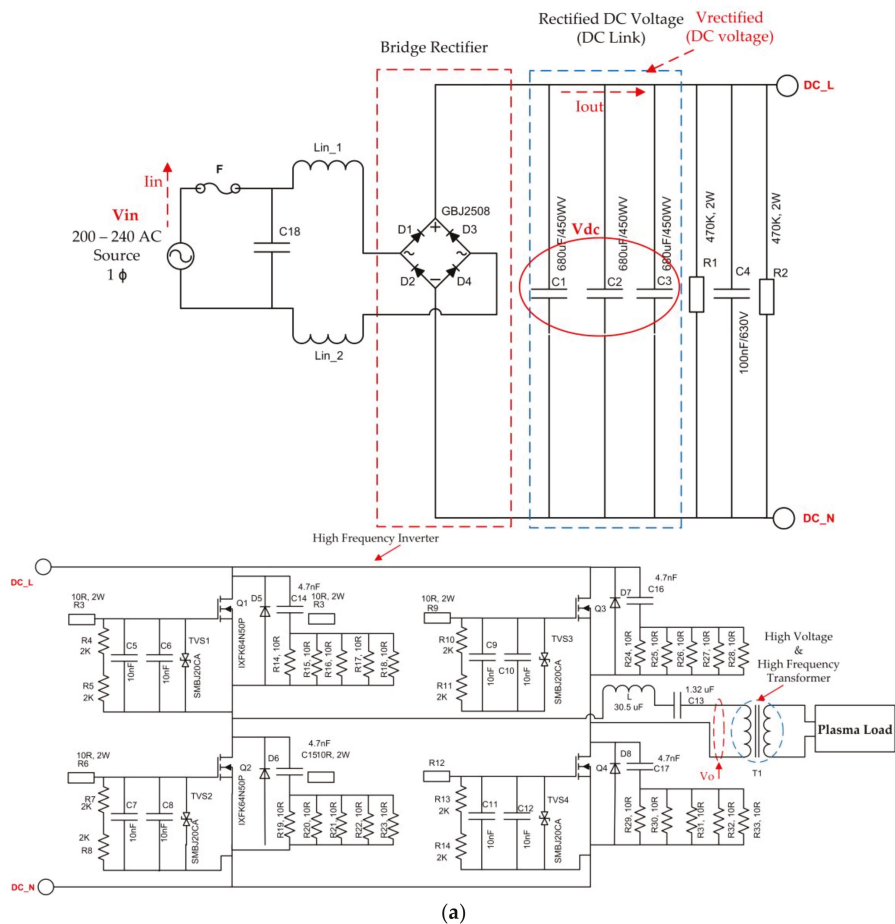 Rectified DC Voltage
(DC Link)
Vrectified
(DC voltage)
Bridge Rectifier
DC_L
Iout
Lin_1
Iin
F
GBJ2508
Vin
200 – 240 AC
Source
1 ϕ
C18
D1
D3
D2
D4
+
−
~
~
Vdc
680uF/450WV
680uF/450WV
680uF/450WV
C1
C2
C3
470K, 2W
R1
C4
100nF/630V
470K, 2W
R2
Lin_2
DC_N
High Frequency Inverter
DC_L
10R, 2W
R3
R4
2K
R5
2K
C5
10nF
C6
10nF
TVS1
SMBJ20CA
Q1
IXFK64N50P
D5
4.7nF
C14
10R, 2W
R3
R14, 10R
R15, 10R
R16, 10R
R17, 10R
R18, 10R
10R, 2W
R9
R10
2K
R11
2K
C9
10nF
C10
10nF
TVS3
SMBJ20CA
Q3
D7
4.7nF
C16
R24, 10R
R25, 10R
R26, 10R
R27, 10R
R28, 10R
High Voltage
&
High Frequency
Transformer
L
30.5 uF
1.32 uF
C13
Vo
T1
Plasma Load
10R, 2W
R6
R7
2K
2K
R8
C7
10nF
C8
10nF
TVS2
SMBJ20CA
Q2
IXFK64N50P
D6
4.7nF
C1510R, 2W
R19, 10R
R20, 10R
R21, 10R
R22, 10R
R23, 10R
R12
R13
2K
R14
2K
C11
10nF
C12
10nF
TVS4
SMBJ20CA
Q4
D8
4.7nF
C17
R29, 10R
R30, 10R
R31, 10R
R32, 10R
R33, 10R
DC_N
(a)